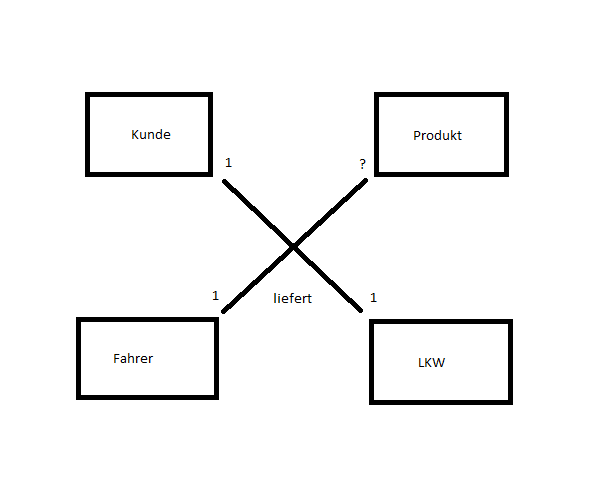 Kunde
Produkt
1
?
1
liefert
1
Fahrer
LKW